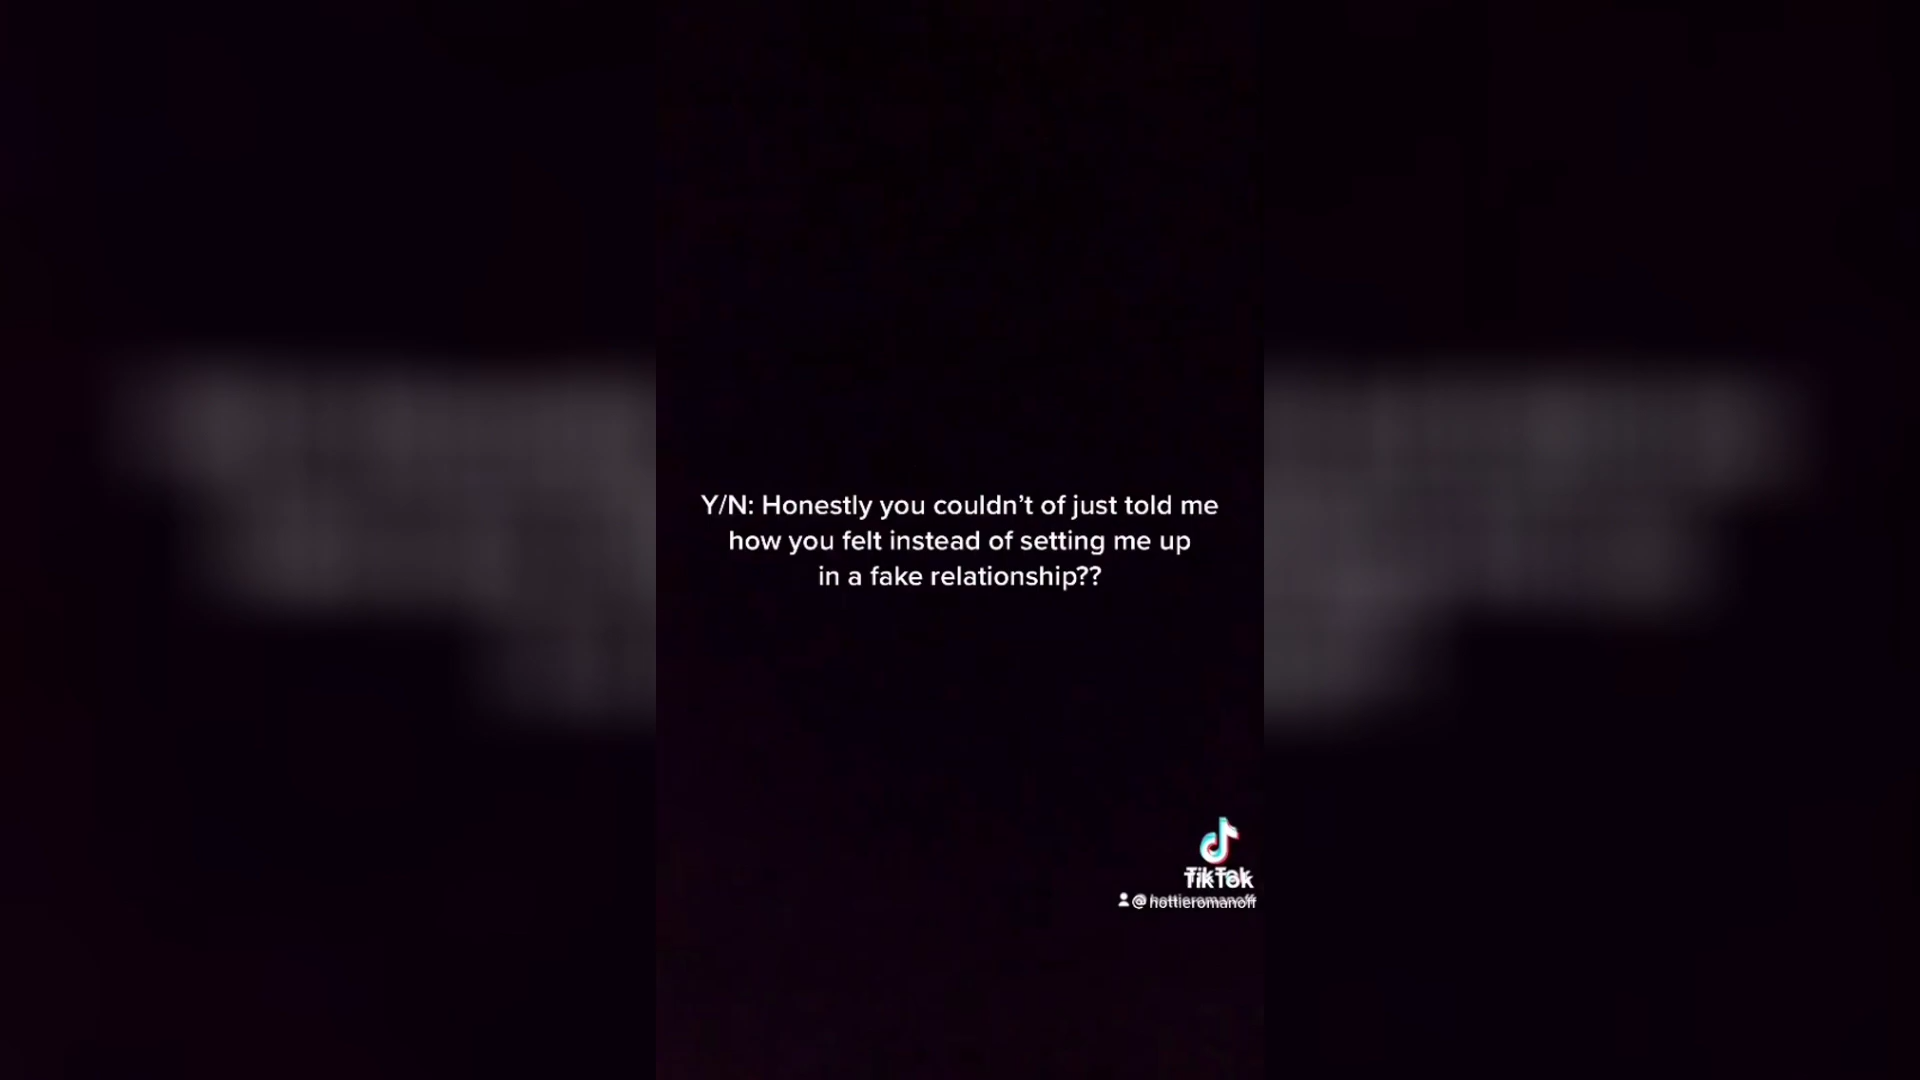 Y/N: Honestly you couldn’t of just told me
how you felt instead of setting me up
in a fake relationship??
TikTok
@hottieromanoff